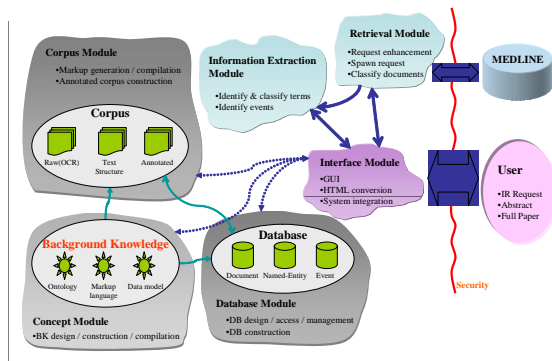 Corpus Module
•Markup generation / compilation
•Annotated corpus construction
Corpus
Raw(OCR)
Text
Structure
Annotated
Information Extraction
Module
•Identify & classify terms
•Identify events
Retrieval Module
•Request enhancement
•Spawn request
•Classify documents
MEDLINE
Interface Module
•GUI
•HTML conversion
•System integration
User
•IR Request
•Abstract
•Full Paper
Security
Background Knowledge
Ontology
Markup
language
Data model
Concept Module
•BK design / construction / compilation
Database
Document
Named-Entity
Event
Database Module
•DB design / access / management
•DB construction